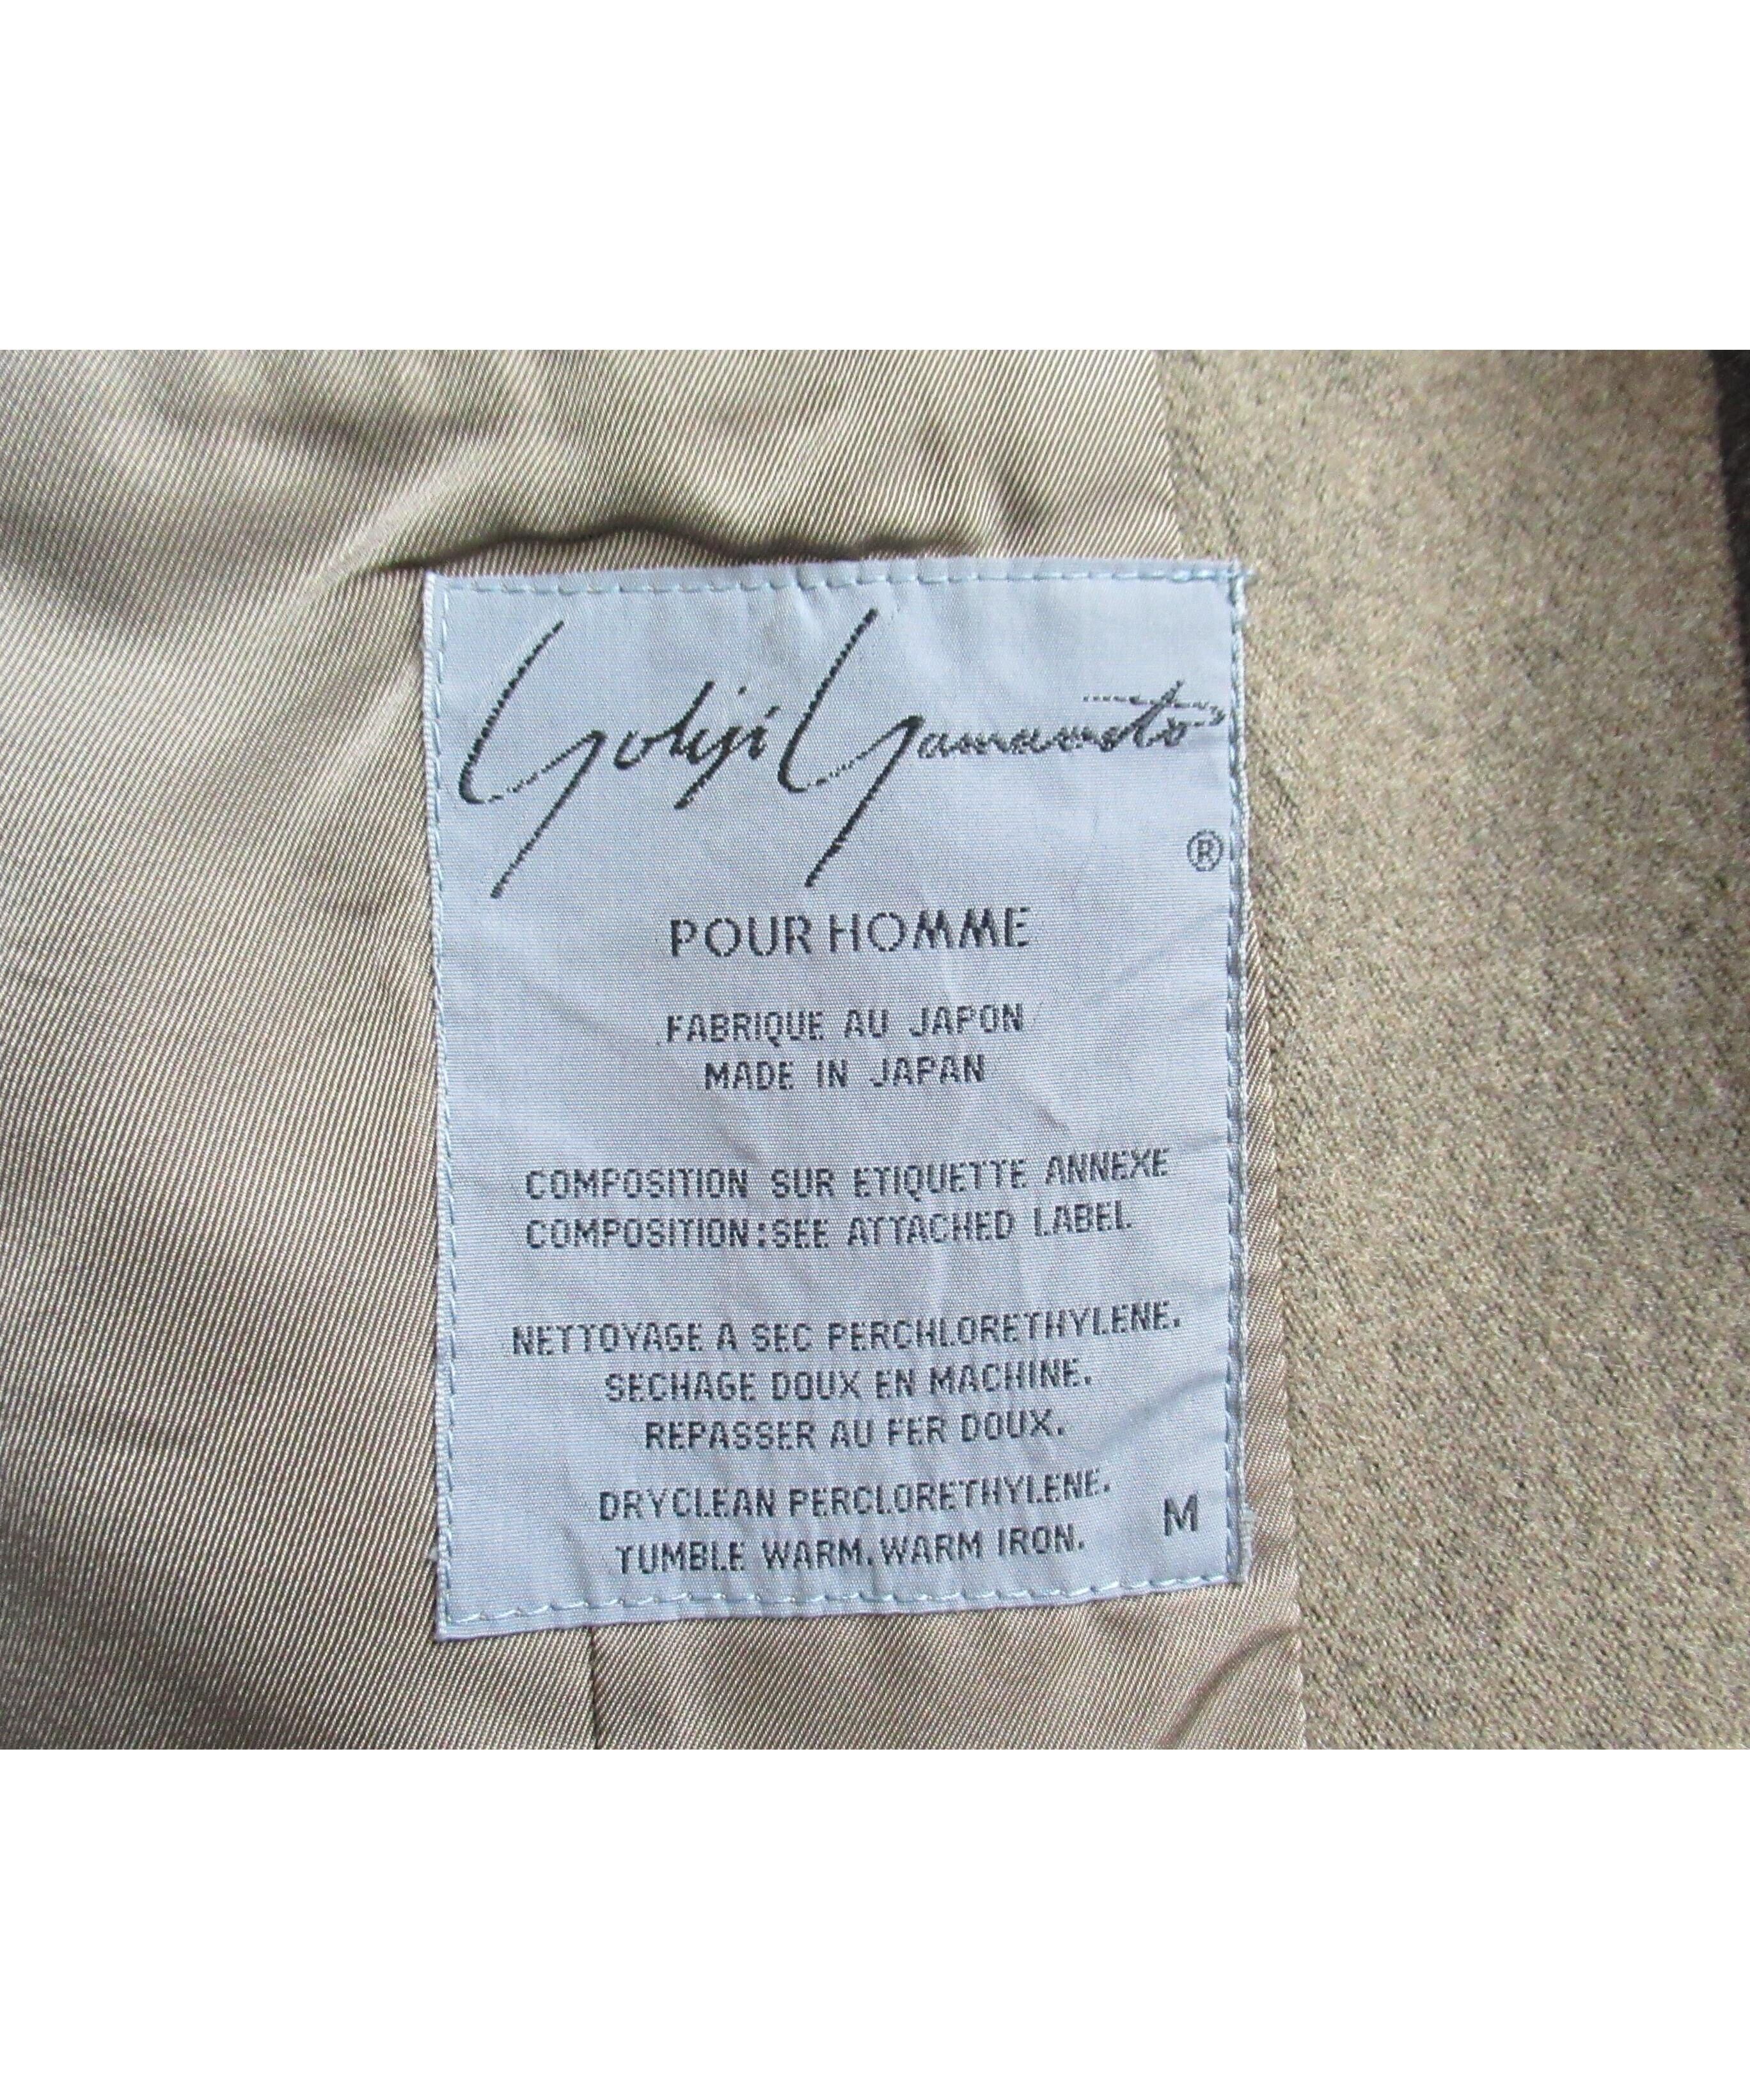 Yohji Yamamoto
®
POUR HOMME
FABRIQUE AU JAPON
MADE IN JAPAN
COMPOSITION SUR ETIQUETTE ANNEXE
COMPOSITION:SEE ATTACHED LABEL
NETTOYAGE A SEC PERCHLORETHYLENE.
SECHAGE DOUX EN MACHINE.
REPASSER AU FER DOUX.
DRYCLEAN PERCLORETHYLENE.
TUMBLE WARM.WARM IRON.
M